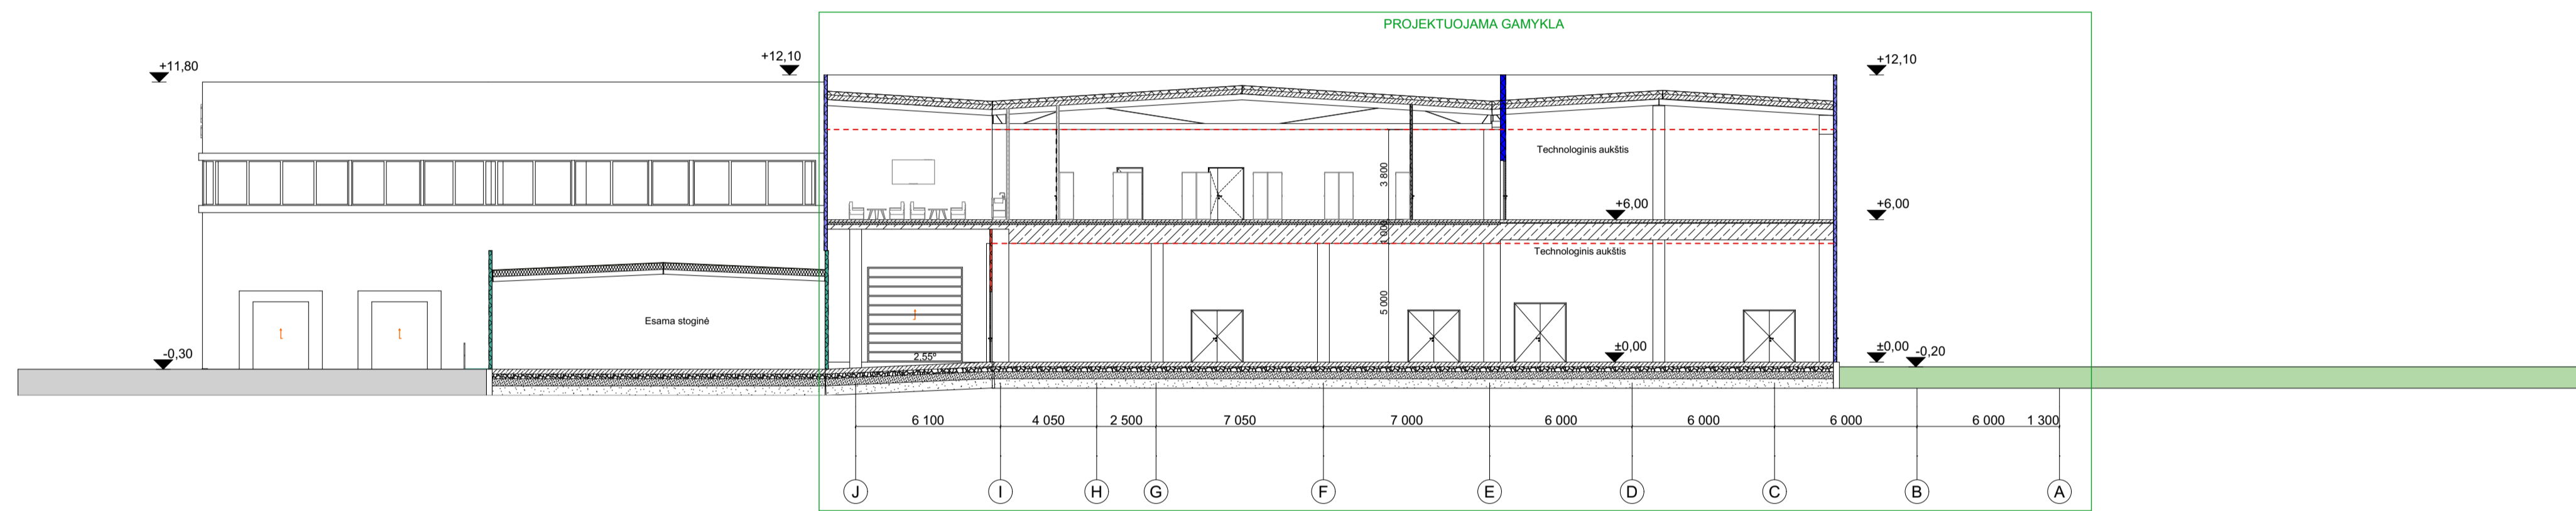 PROJEKTUOJAMA GAMYKLA
+11,80
+12,10
+12,10
Technologinis aukštis
3 800
+6,00
+6,00
1 000
Technologinis aukštis
5 000
Esama stoginė
-0,30
2,55°
±0,00
±0,00
-0,20
6 100
4 050
2 500
7 050
7 000
6 000
6 000
6 000
6 000
1 300
J
I
H
G
F
E
D
C
B
A